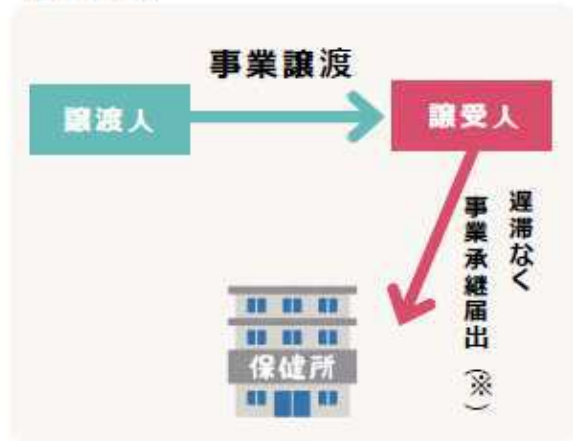 事業譲渡
譲渡人
譲受人
遅滞なく
事業承継届出（※）
保健所